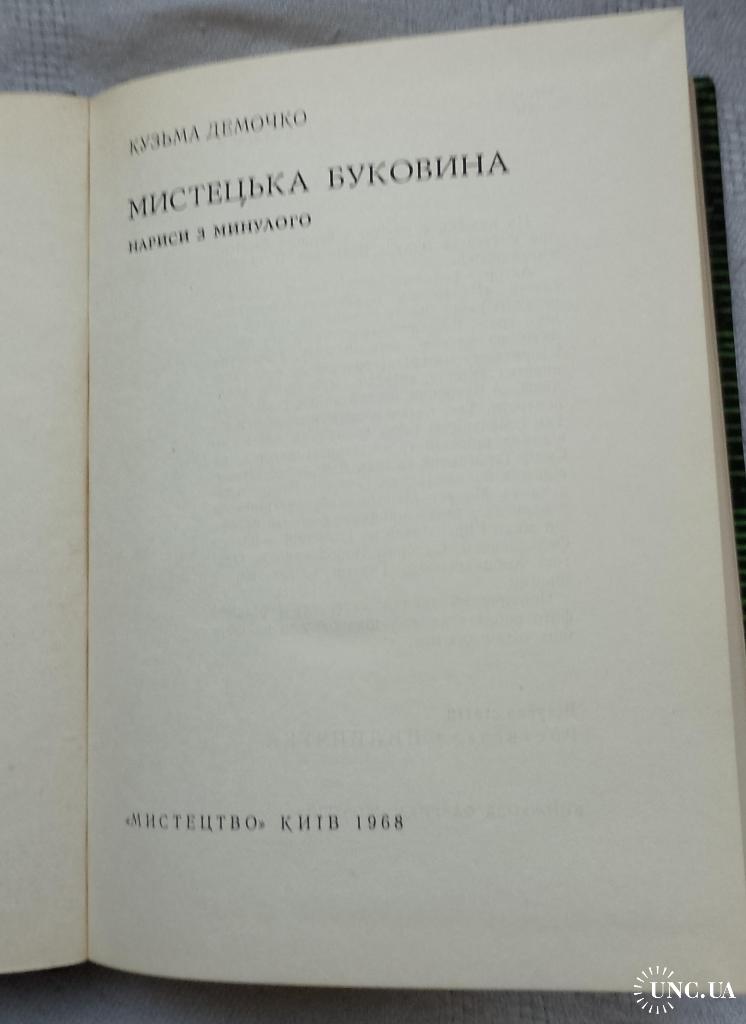 КУЗЬМА ДЕМОЧКО
МИСТЕЦЬКА БУКОВИНА
НАРИСИ З МИНУЛОГО
«МИСТЕЦТВО» КИЇВ 1968
UNC.UA